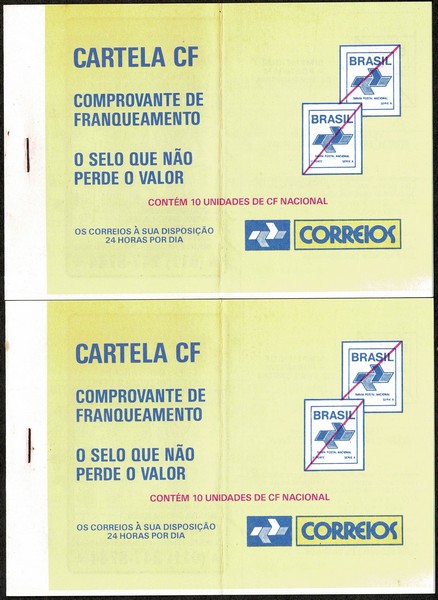 CARTELA CF
COMPROVANTE DE
FRANQUEAMENTO
O SELO QUE NÃO
PERDE O VALOR
BRASIL
BRASIL
CONTÉM 10 UNIDADES DE CF NACIONAL
OS CORREIOS À SUA DISPOSIÇÃO
24 HORAS POR DIA
CORREIOS
CARTELA CF
COMPROVANTE DE
FRANQUEAMENTO
O SELO QUE NÃO
PERDE O VALOR
BRASIL
BRASIL
CONTÉM 10 UNIDADES DE CF NACIONAL
OS CORREIOS À SUA DISPOSIÇÃO
24 HORAS POR DIA
CORREIOS